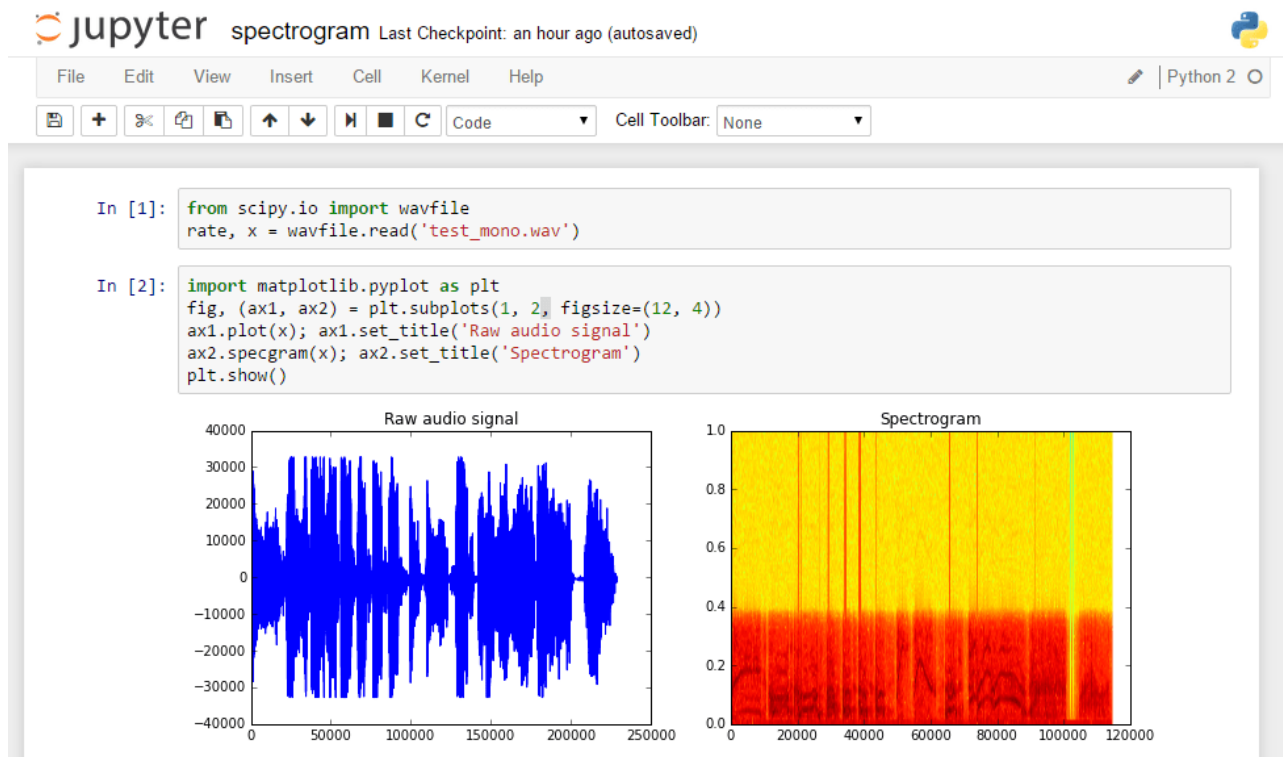 jupyter spectrogram Last Checkpoint: an hour ago (autosaved)
File Edit View Insert Cell Kernel Help Python 2
Code Cell Toolbar: None
In [1]: from scipy.io import wavfile
rate, x = wavfile.read('test_mono.wav')
In [2]: import matplotlib.pyplot as plt
fig, (ax1, ax2) = plt.subplots(1, 2, figsize=(12, 4))
ax1.plot(x); ax1.set_title('Raw audio signal')
ax2.specgram(x); ax2.set_title('Spectrogram')
plt.show()
Raw audio signal
40000
30000
20000
10000
0
−10000
−20000
−30000
−40000
0 50000 100000 150000 200000 250000
Spectrogram
1.0
0.8
0.6
0.4
0.2
0.0
0 20000 40000 60000 80000 100000 120000